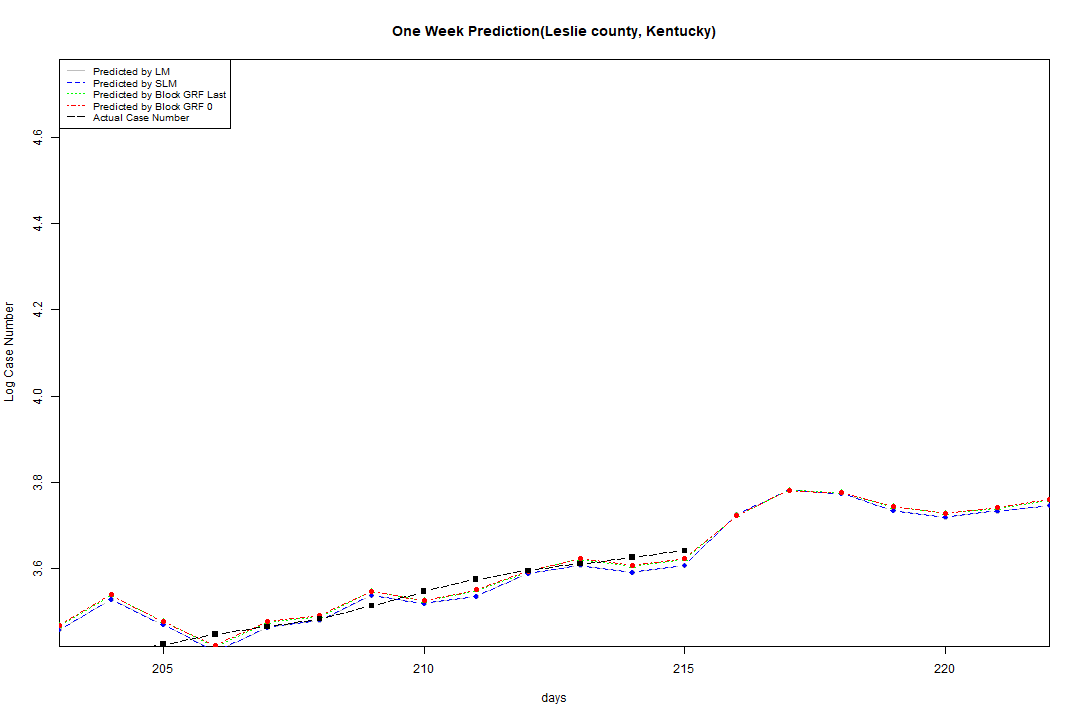 One Week Prediction(Leslie county, Kentucky)
Predicted by LM
Predicted by SLM
Predicted by Block GRF Last
Predicted by Block GRF 0
Actual Case Number
Log Case Number
4.6
4.4
4.2
4.0
3.8
3.6
205
210
215
220
days